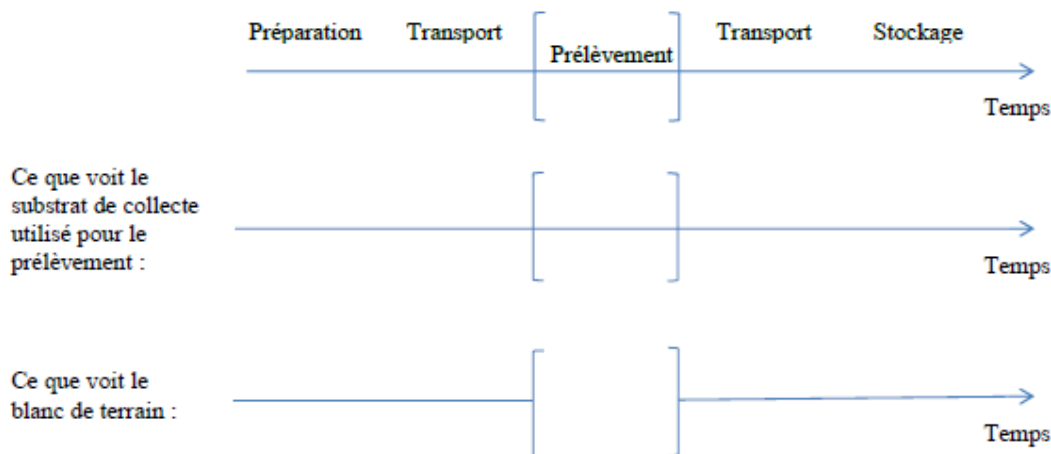 Préparation Transport Prélèvement Transport Stockage
Temps
Ce que voit le
substrat de collecte
utilisé pour le
prélèvement :
Temps
Ce que voit le
blanc de terrain :
Temps